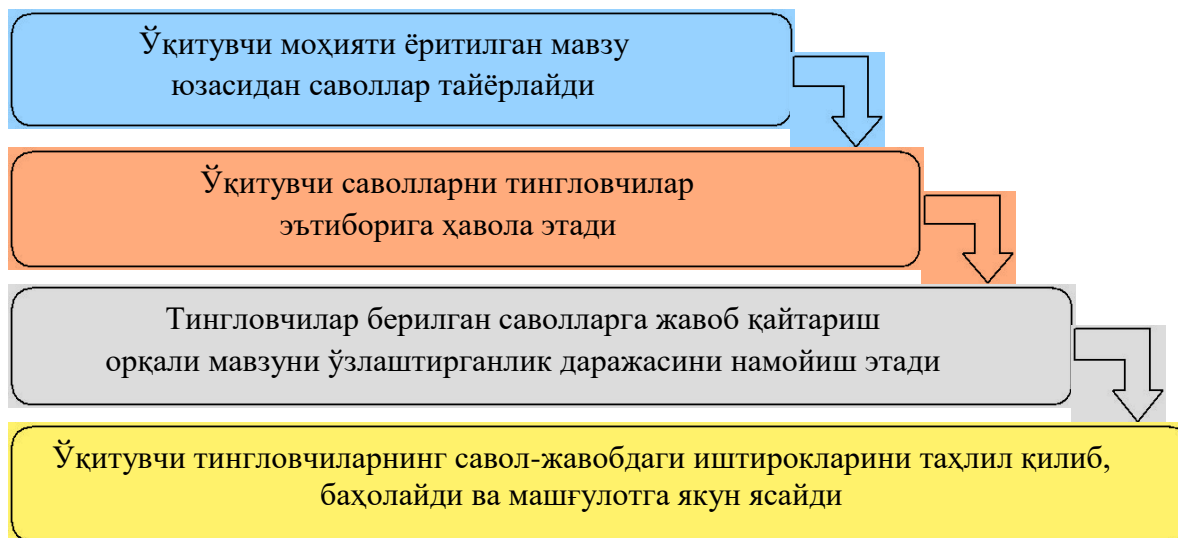 Ўқитувчи моҳияти ёритилган мавзу
юзасидан саволлар тайёрлайди
Ўқитувчи саволларни тингловчилар
эътиборига ҳавола этади
Тингловчилар берилган саволларга жавоб қайтариш
орқали мавзуни ўзлаштирганлик даражасини намойиш этади
Ўқитувчи тингловчиларнинг савол-жавобдаги иштирокларини таҳлил қилиб,
баҳолайди ва машғулотга якун ясайди